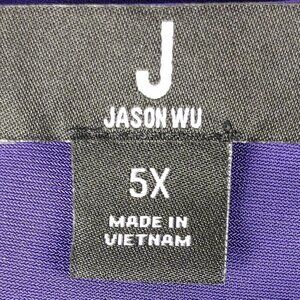 J
JASON WU
5X
MADE IN
VIETNAM